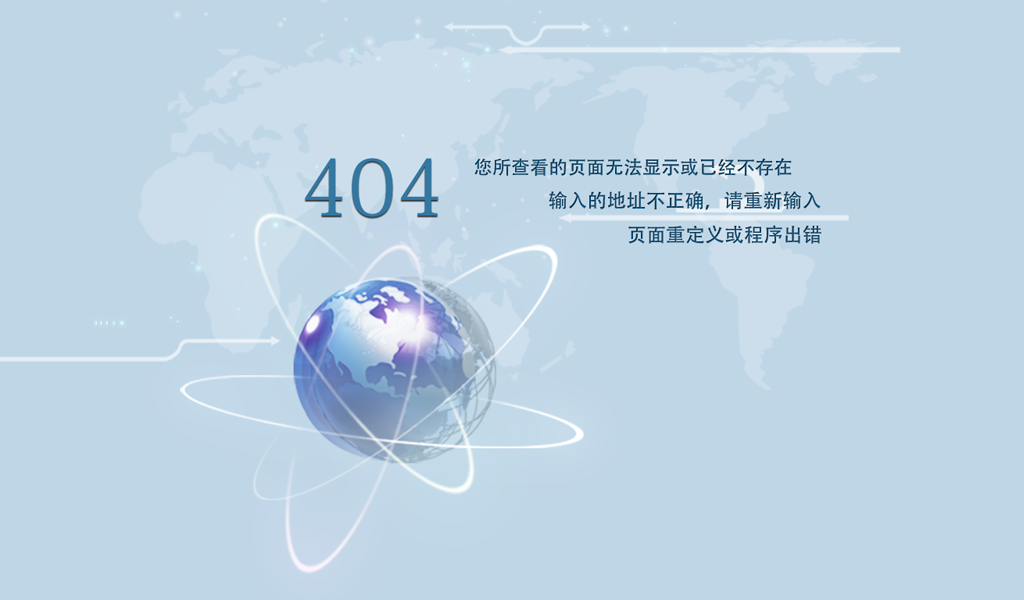 404
您所查看的页面无法显示或已经不存在
输入的地址不正确，请重新输入
页面重定义或程序出错